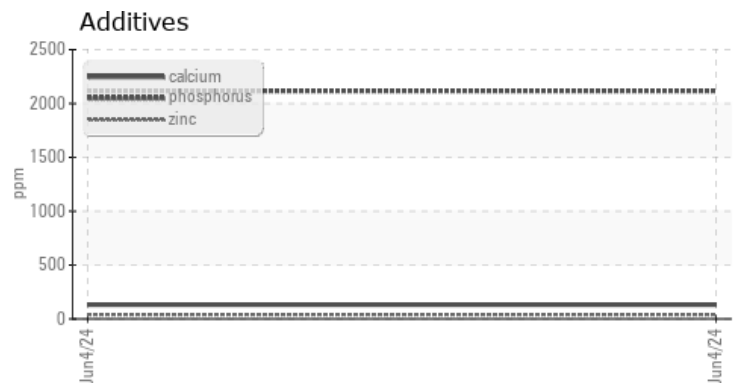 Additives
2500
2000
1500
1000
500
0
ppm
calcium
phosphorus
zinc
Jun4/24
Jun4/24